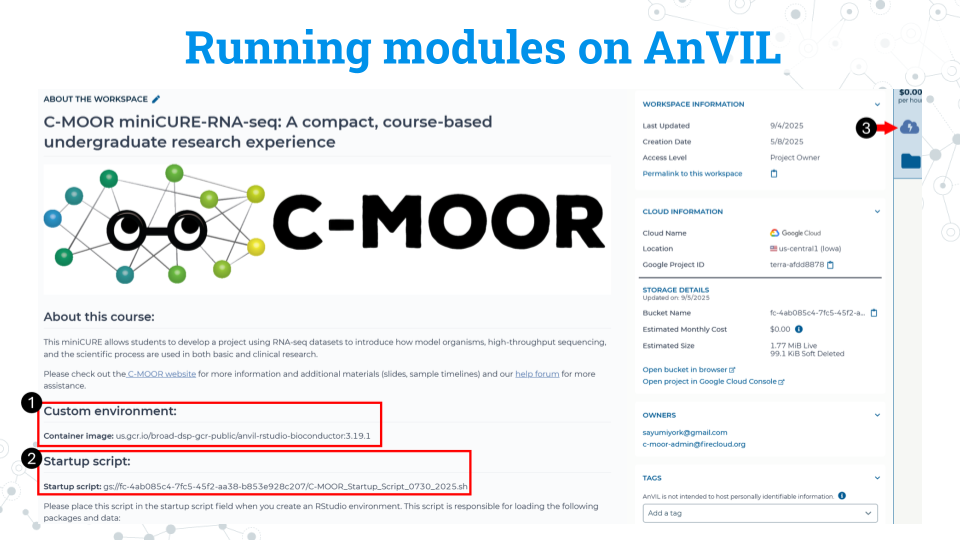 Running modules on AnVIL
ABOUT THE WORKSPACE
C-MOOR miniCURE-RNA-seq: A compact, course-based
undergraduate research experience
C-MOOR
About this course:
This miniCURE allows students to develop a project using RNA-seq datasets to introduce how model organisms, high-throughput sequencing,
and the scientific process are used in both basic and clinical research.
Please check out the C-MOOR website for more information and additional materials (slides, sample timelines) and our help forum for more
assistance.
1
Custom environment:
Container image: us.gcr.io/broad-dsp-gcr-public/anvil-rstudio-bioconductor:3.19.1
2
Startup script:
Startup script: gs://fc-4ab085c4-7fc5-45f2-aa38-b853e928c207/C-MOOR_Startup_Script_0730_2025.sh
Please place this script in the startup script field when you create an RStudio environment. This script is responsible for loading the following
packages and data:
WORKSPACE INFORMATION
Last Updated 9/4/2025
Creation Date 5/8/2025
Access Level Project Owner
Permalink to this workspace
CLOUD INFORMATION
Cloud Name Google Cloud
Location us-central1 (Iowa)
Google Project ID terra-afdd8878
STORAGE DETAILS
Updated on 9/5/2025
Bucket Name fc-4ab085c4-7fc5-45f2-a...
Estimated Monthly Cost $0.00
Estimated Size 1.77 MiB Live
99.1 KiB Soft Deleted
Open bucket in browser
Open project in Google Cloud Console
OWNERS
sayumiyork@gmail.com
c-moor-admin@firecloud.org
TAGS
AnVIL is not intended to host personally identifiable information.
Add a tag
$0.00
per hou
3